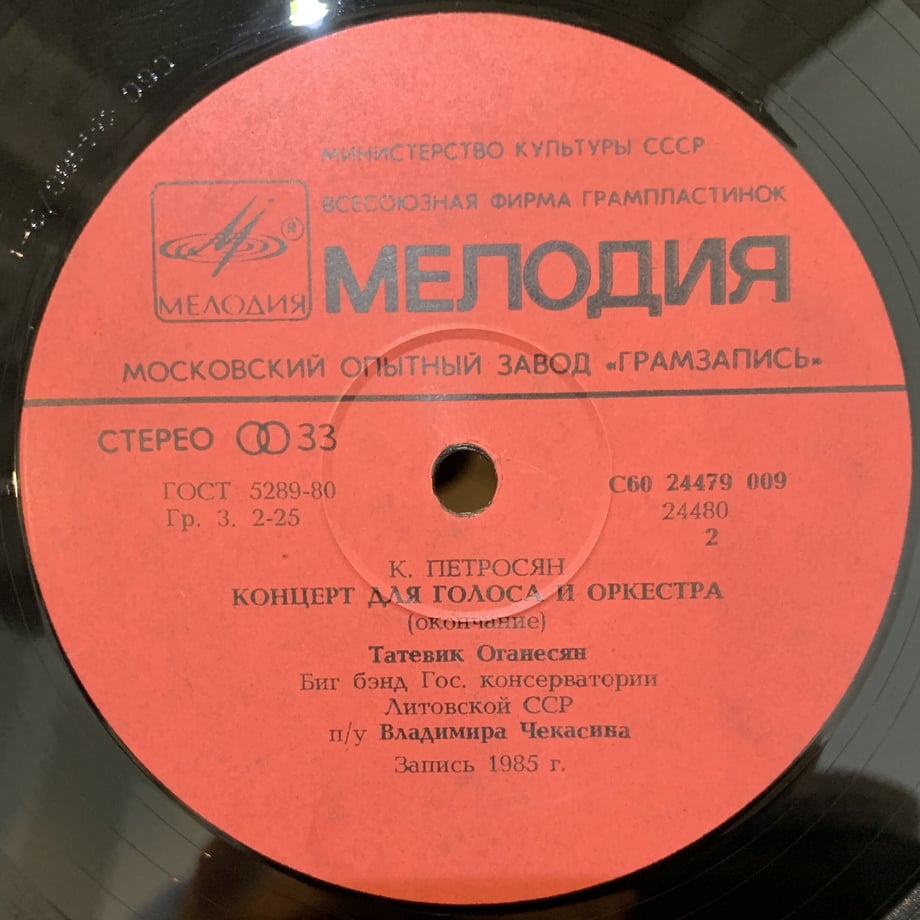 МИНИСТЕРСТВО КУЛЬТУРЫ СССР
ВСЕСОЮЗНАЯ ФИРМА ГРАМПЛАСТИНОК
®
МЕЛОДИЯ
МЕЛОДИЯ
МОСКОВСКИЙ ОПЫТНЫЙ ЗАВОД «ГРАМЗАПИСЬ»
СТЕРЕО 33
ГОСТ 5289-80
Гр. 3. 2-25
С60 24479 009
24480
2
К. ПЕТРОСЯН
КОНЦЕРТ ДЛЯ ГОЛОСА И ОРКЕСТРА
(окончание)
Татевик Оганесян
Биг бэнд Гос. консерватории
Литовской ССР
п/у Владимира Чекасина
Запись 1985 г.